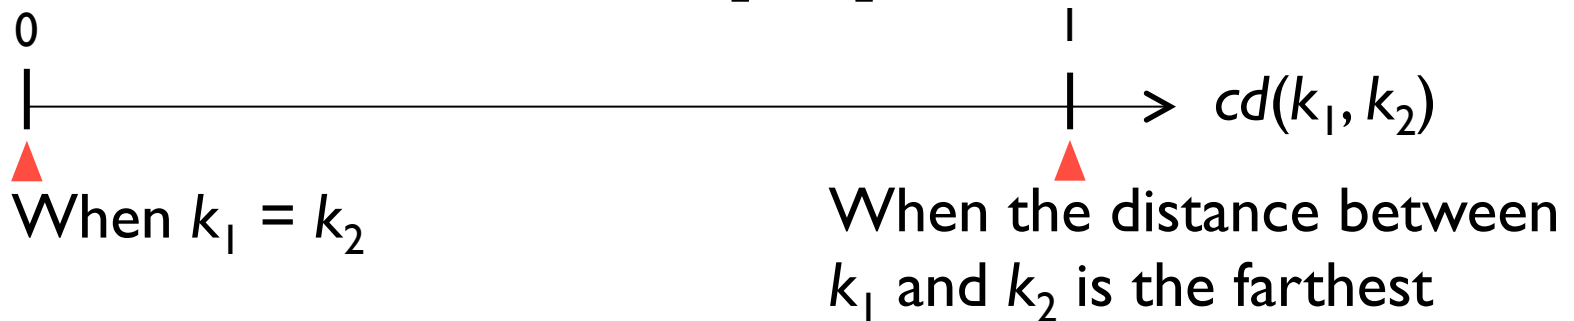 0 1
cd(k₁, k₂)
When k₁ = k₂
When the distance between
k₁ and k₂ is the farthest